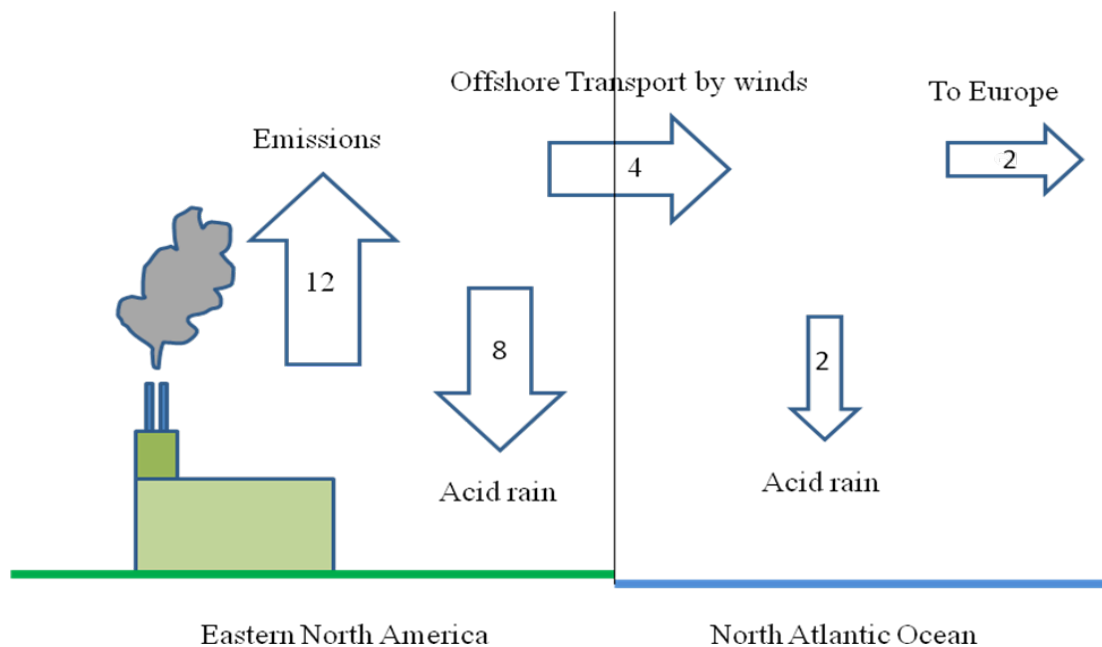 Offshore Transport by winds
To Europe
Emissions
4
2
12
8
2
Acid rain
Acid rain
Eastern North America
North Atlantic Ocean